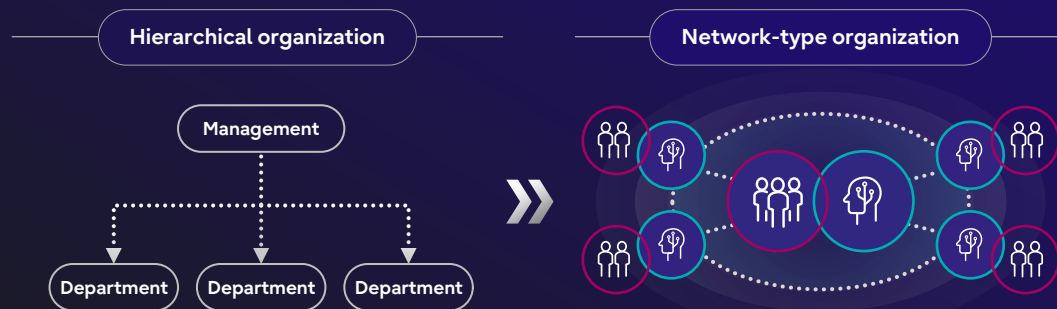 Hierarchical organization
Network-type organization
Management
Department
Department
Department